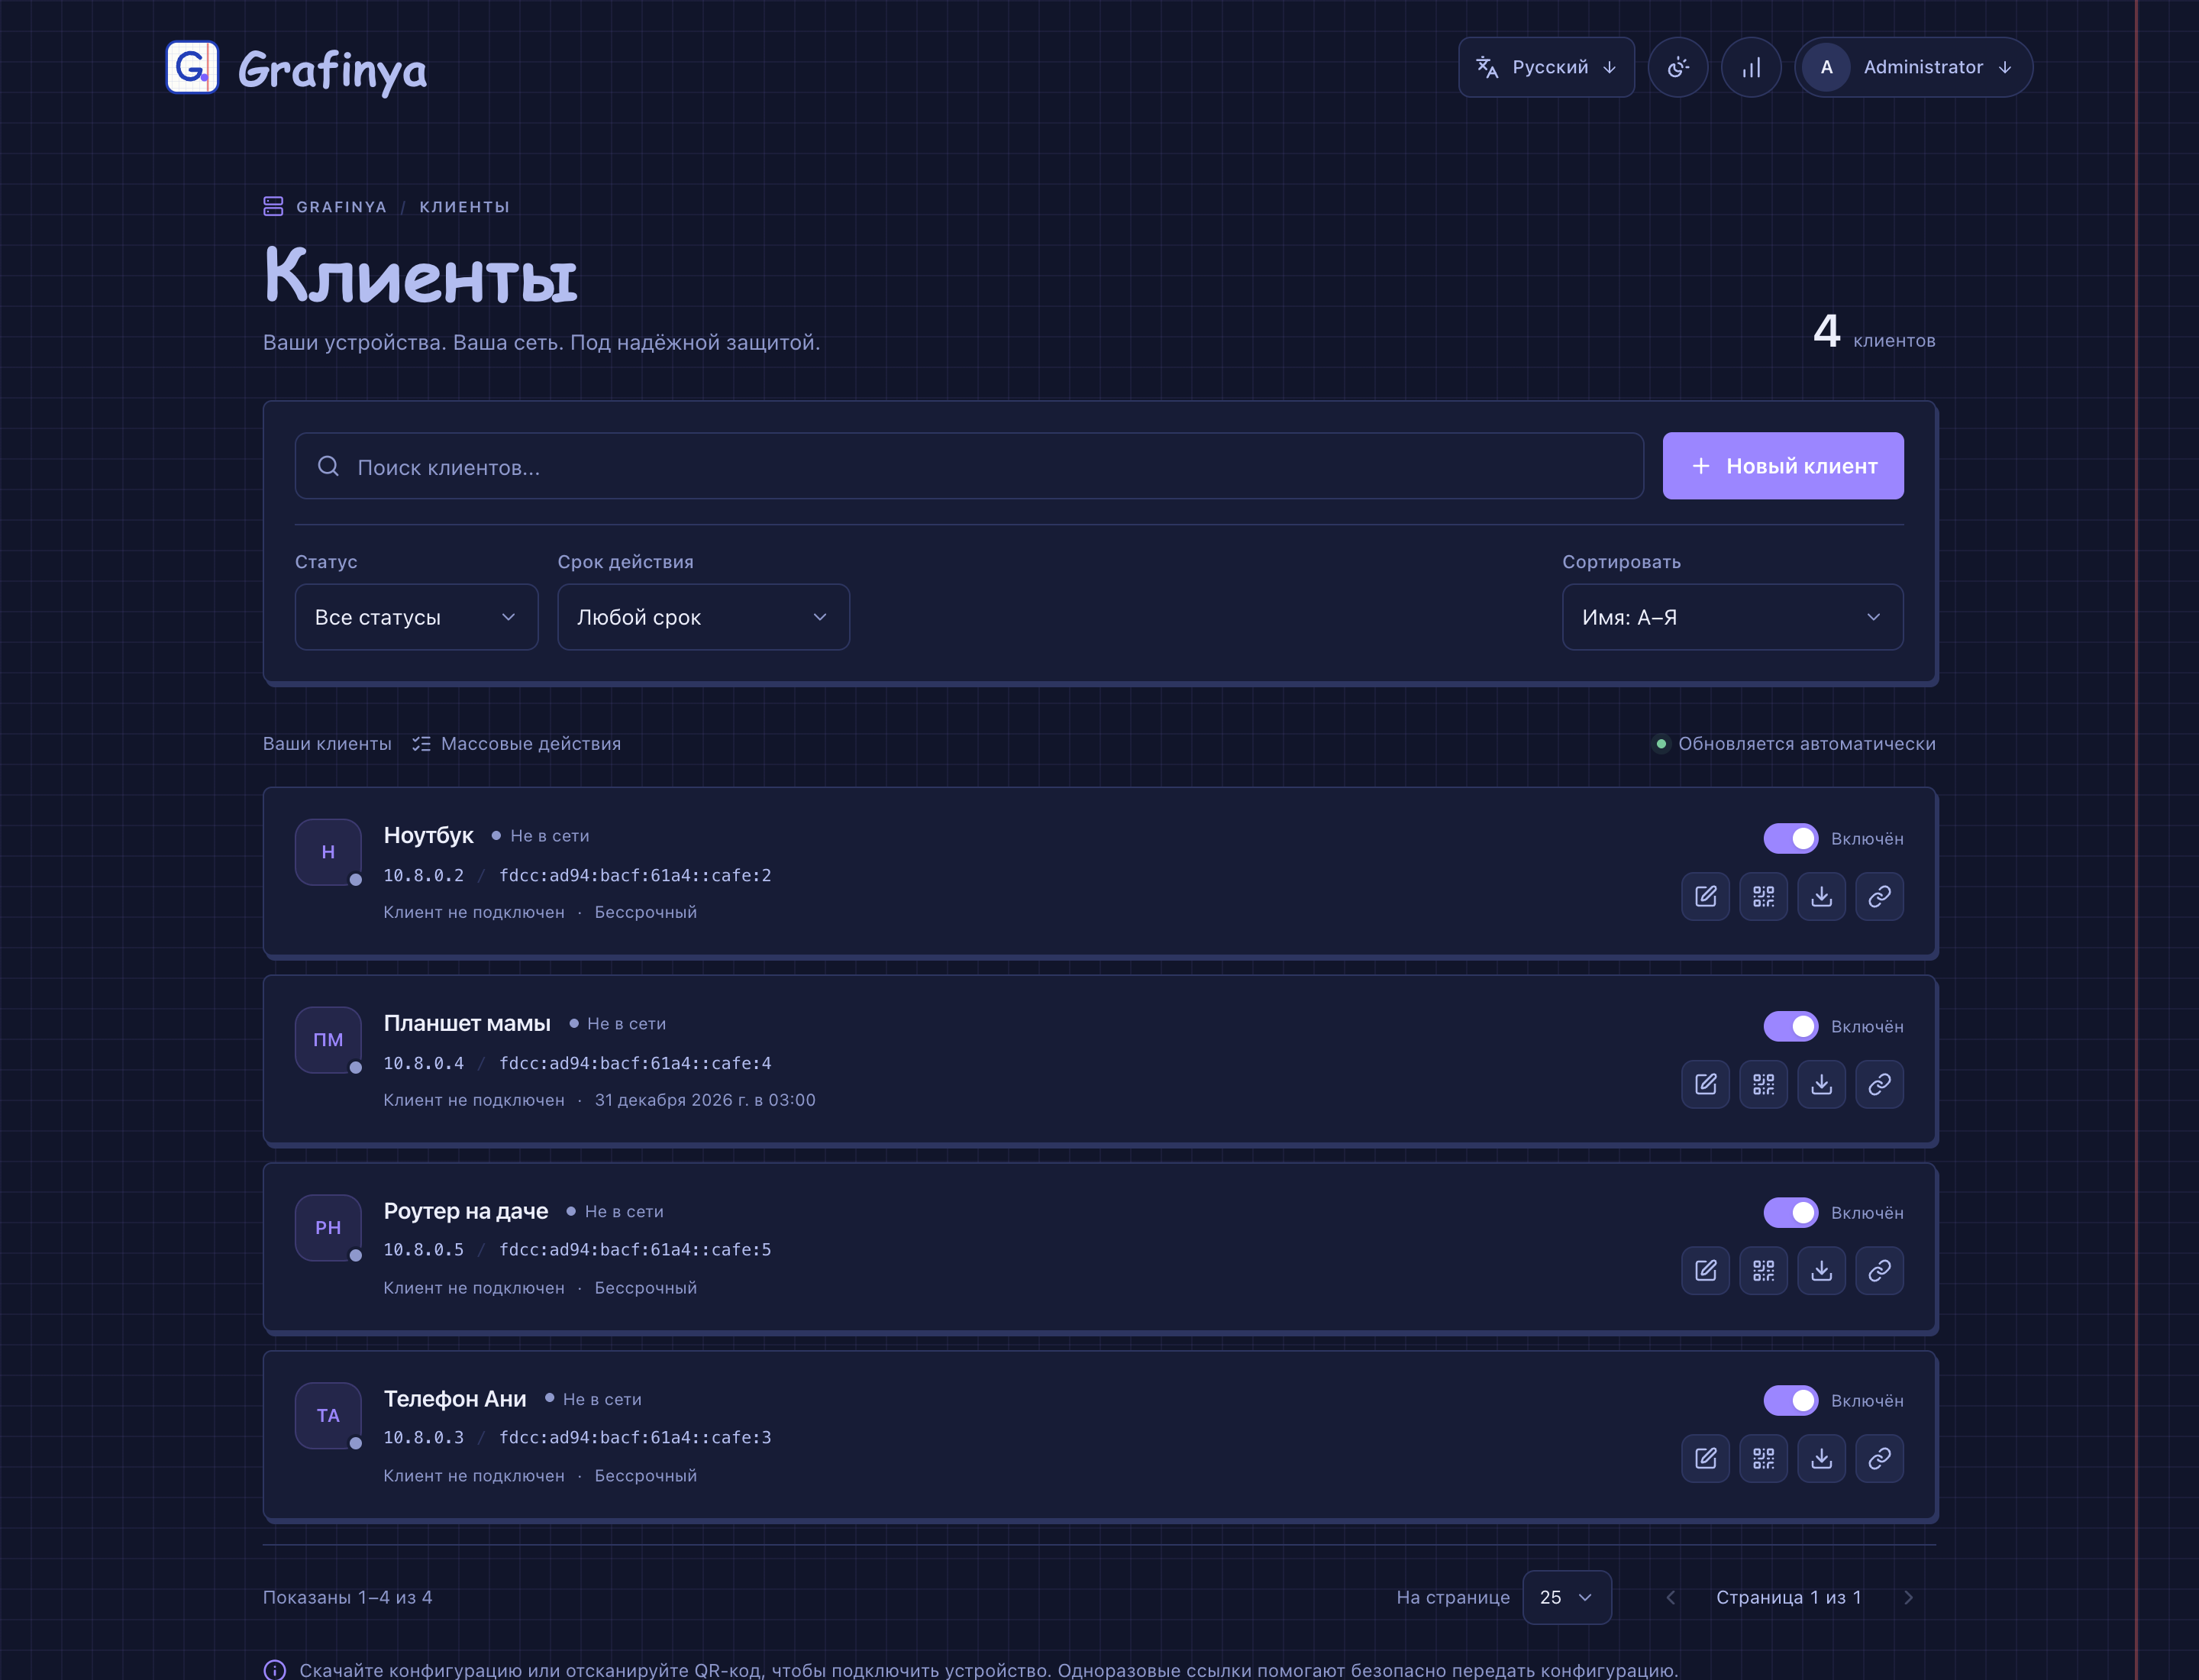 G.
Grafinya
Русский
A
Administrator
GRAFINYA / КЛИЕНТЫ
Клиенты
Ваши устройства. Ваша сеть. Под надёжной защитой.
4 клиентов
Поиск клиентов...
+ Новый клиент
Статус
Срок действия
Сортировать
Все статусы
Любой срок
Имя: А–Я
Ваши клиенты
Массовые действия
Обновляется автоматически
Н
Ноутбук
Не в сети
10.8.0.2 / fdcc:ad94:bacf:61a4::cafe:2
Клиент не подключен · Бессрочный
Включён
ПМ
Планшет мамы
Не в сети
10.8.0.4 / fdcc:ad94:bacf:61a4::cafe:4
Клиент не подключен · 31 декабря 2026 г. в 03:00
Включён
РН
Роутер на даче
Не в сети
10.8.0.5 / fdcc:ad94:bacf:61a4::cafe:5
Клиент не подключен · Бессрочный
Включён
ТА
Телефон Ани
Не в сети
10.8.0.3 / fdcc:ad94:bacf:61a4::cafe:3
Клиент не подключен · Бессрочный
Включён
Показаны 1–4 из 4
На странице
25
Страница 1 из 1
Скачайте конфигурацию или отсканируйте QR-код, чтобы подключить устройство. Одноразовые ссылки помогают безопасно передать конфигурацию.